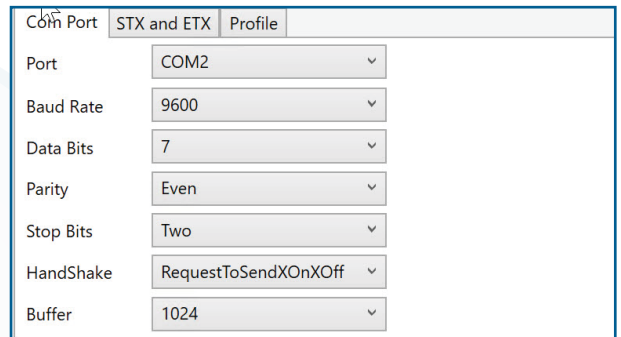 Com Port STX and ETX Profile
Port COM2
Baud Rate 9600
Data Bits 7
Parity Even
Stop Bits Two
HandShake RequestToSendXOnXOff
Buffer 1024